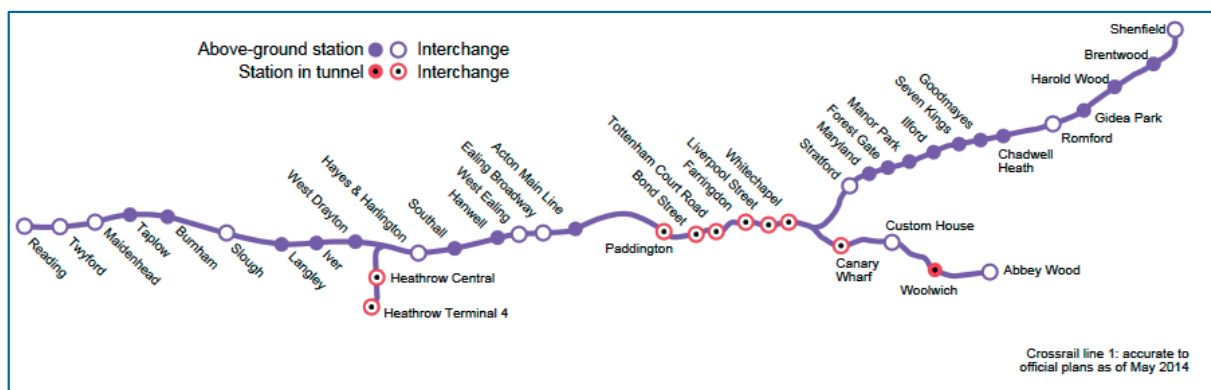 Above-ground station Interchange
Station in tunnel Interchange
Reading
Twyford
Maidenhead
Taplow
Burnham
Slough
Langley
Iver
West Drayton
Hayes & Harlington
Heathrow Central
Heathrow Terminal 4
Southall
Hanwell
West Ealing
Ealing Broadway
Acton Main Line
Paddington
Bond Street
Tottenham Court Road
Farringdon
Liverpool Street
Whitechapel
Stratford
Maryland
Forest Gate
Manor Park
Ilford
Seven Kings
Goodmayes
Chadwell
Heath
Romford
Gidea Park
Harold Wood
Brentwood
Shenfield
Canary
Wharf
Custom House
Woolwich
Abbey Wood
Crossrail line 1: accurate to
official plans as of May 2014